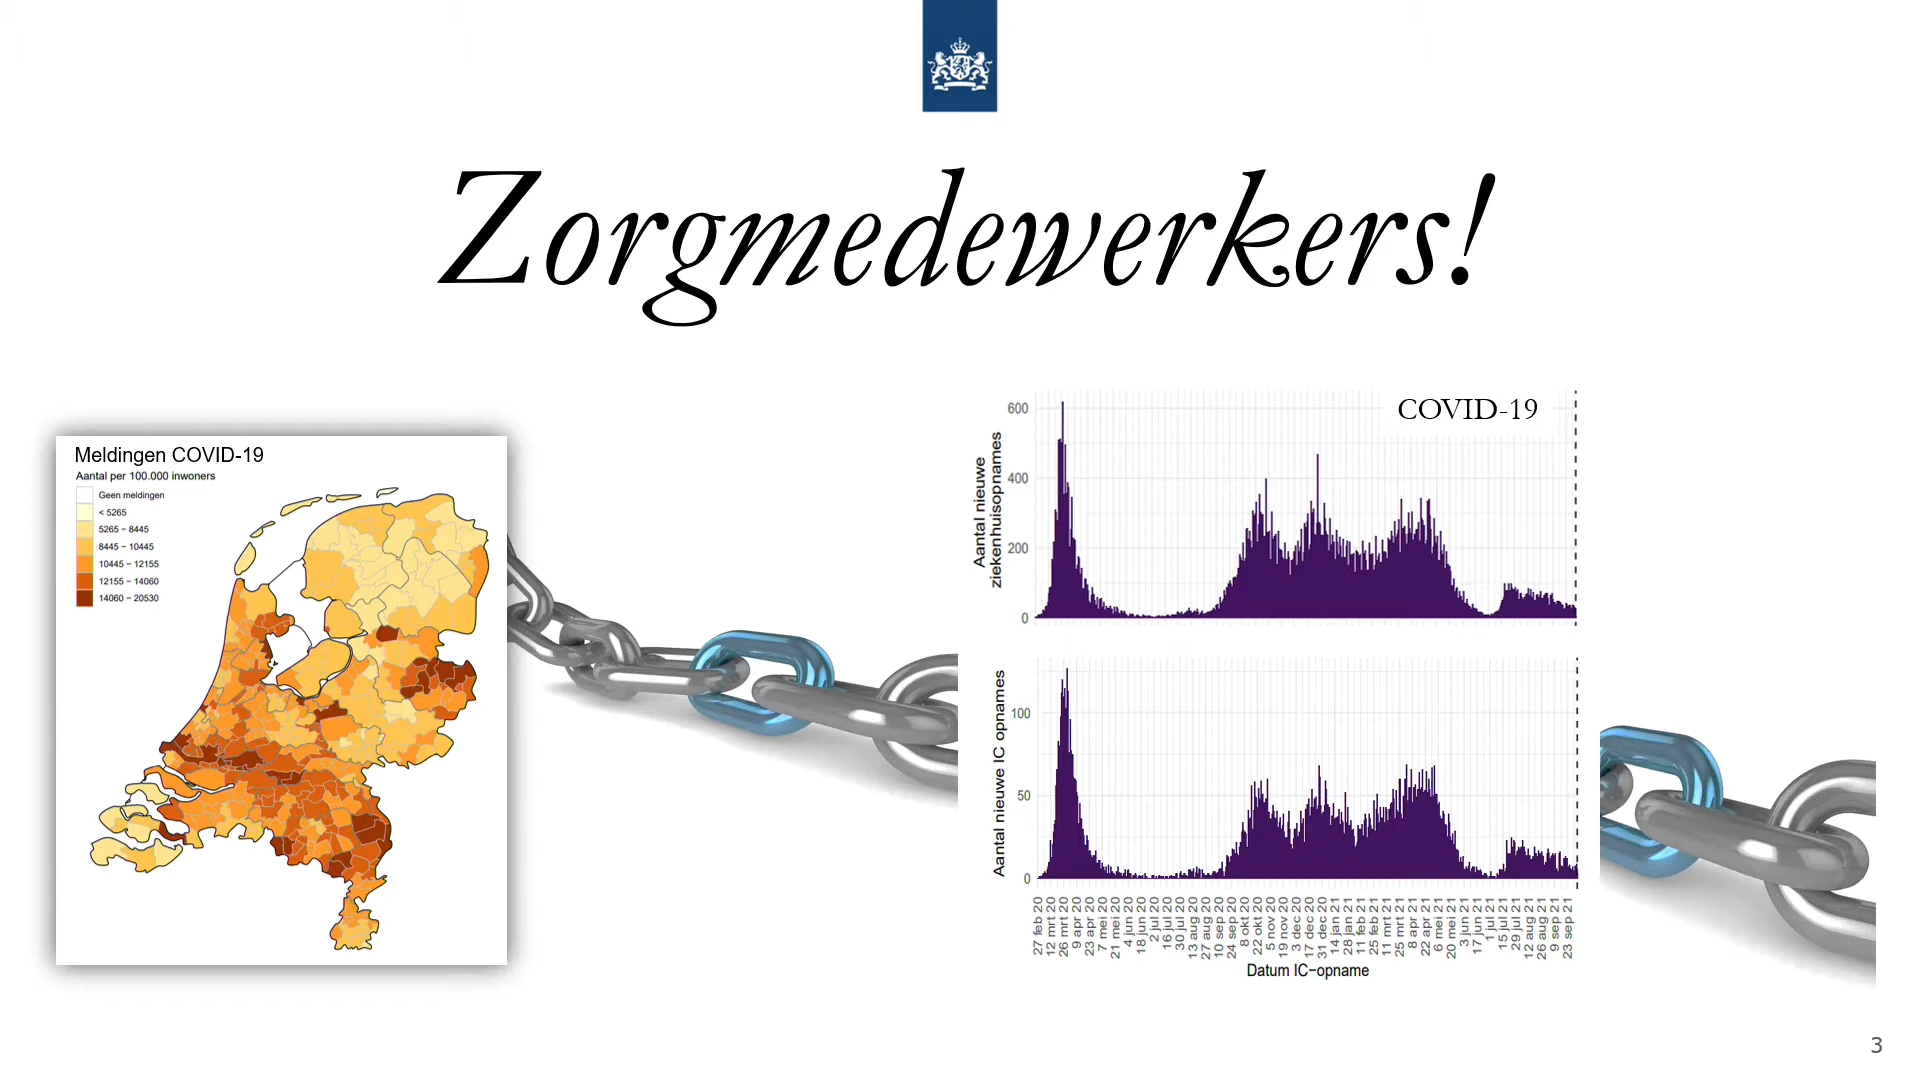 Zorgmedewerkers!
Meldingen COVID-19
Aantal per 100.000 inwoners
Geen meldingen
< 5265
5265 − 8445
8445 − 10445
10445 − 12155
12155 − 14060
14060 − 20530
COVID-19
Aantal nieuwe
ziekenhuisopnames
600
400
200
0
Aantal nieuwe IC opnames
100
50
0
27 feb 20
12 mrt 20
26 mrt 20
9 apr 20
23 apr 20
7 mei 20
21 mei 20
4 jun 20
18 jun 20
2 jul 20
16 jul 20
30 jul 20
13 aug 20
27 aug 20
10 sep 20
24 sep 20
8 okt 20
22 okt 20
5 nov 20
19 nov 20
3 dec 20
17 dec 20
31 dec 20
14 jan 21
28 jan 21
11 feb 21
25 feb 21
11 mrt 21
25 mrt 21
8 apr 21
22 apr 21
6 mei 21
20 mei 21
3 jun 21
17 jun 21
1 jul 21
15 jul 21
29 jul 21
12 aug 21
26 aug 21
9 sep 21
23 sep 21
Datum IC−opname
3